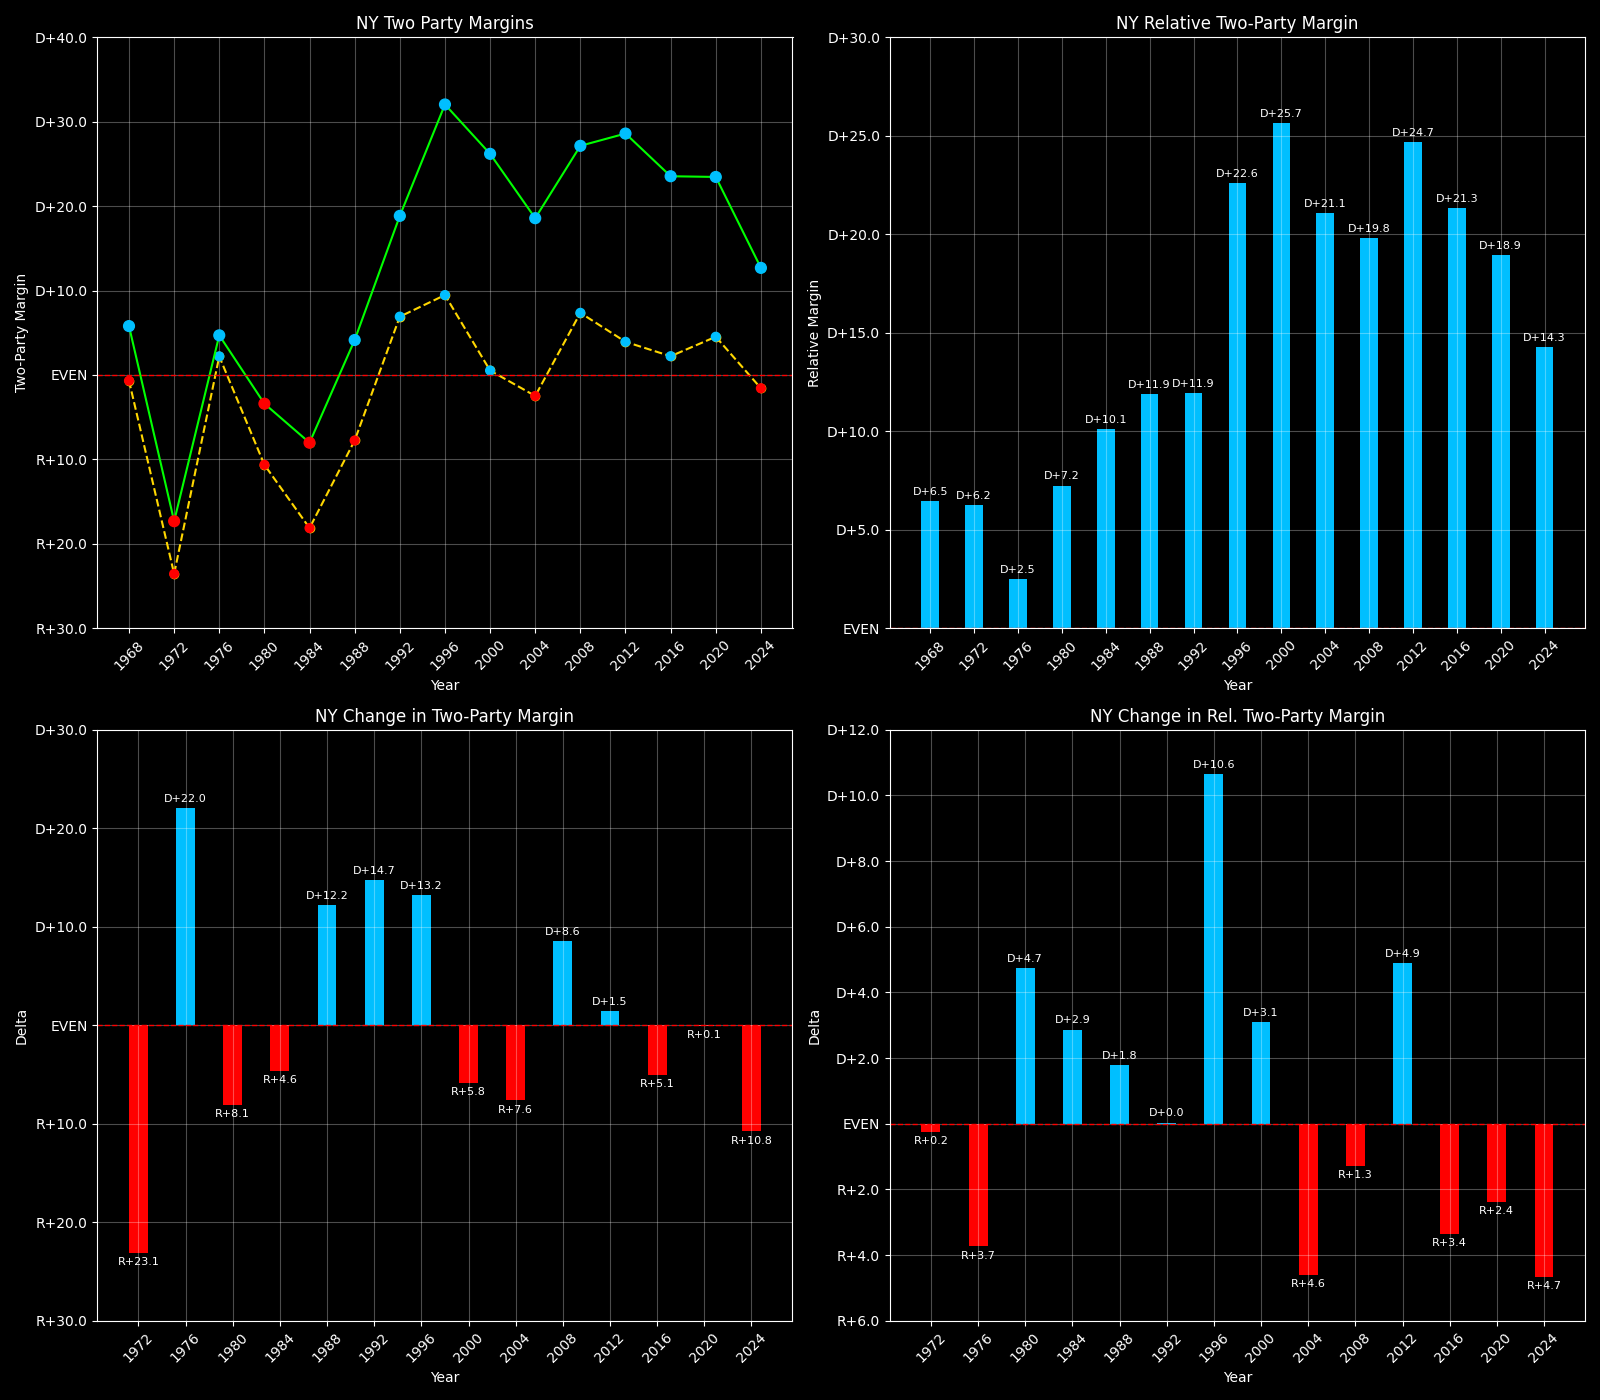 NY Two Party Margins
D+40.0
D+30.0
D+20.0
D+10.0
EVEN
R+10.0
R+20.0
R+30.0
Two-Party Margin
1968
1972
1976
1980
1984
1988
1992
1996
2000
2004
2008
2012
2016
2020
2024
Year
NY Relative Two-Party Margin
D+30.0
D+25.0
D+20.0
D+15.0
D+10.0
D+5.0
EVEN
Relative Margin
D+6.5
D+6.2
D+2.5
D+7.2
D+10.1
D+11.9
D+11.9
D+22.6
D+25.7
D+21.1
D+19.8
D+24.7
D+21.3
D+18.9
D+14.3
1968
1972
1976
1980
1984
1988
1992
1996
2000
2004
2008
2012
2016
2020
2024
Year
NY Change in Two-Party Margin
D+30.0
D+20.0
D+10.0
EVEN
R+10.0
R+20.0
R+30.0
Delta
R+23.1
D+22.0
R+8.1
R+4.6
D+12.2
D+14.7
D+13.2
R+5.8
R+7.6
D+8.6
D+1.5
R+5.1
R+0.1
R+10.8
1972
1976
1980
1984
1988
1992
1996
2000
2004
2008
2012
2016
2020
2024
Year
NY Change in Rel. Two-Party Margin
D+12.0
D+10.0
D+8.0
D+6.0
D+4.0
D+2.0
EVEN
R+2.0
R+4.0
R+6.0
Delta
R+0.2
R+3.7
D+4.7
D+2.9
D+1.8
D+0.0
D+10.6
D+3.1
R+4.6
R+1.3
D+4.9
R+3.4
R+2.4
R+4.7
1972
1976
1980
1984
1988
1992
1996
2000
2004
2008
2012
2016
2020
2024
Year